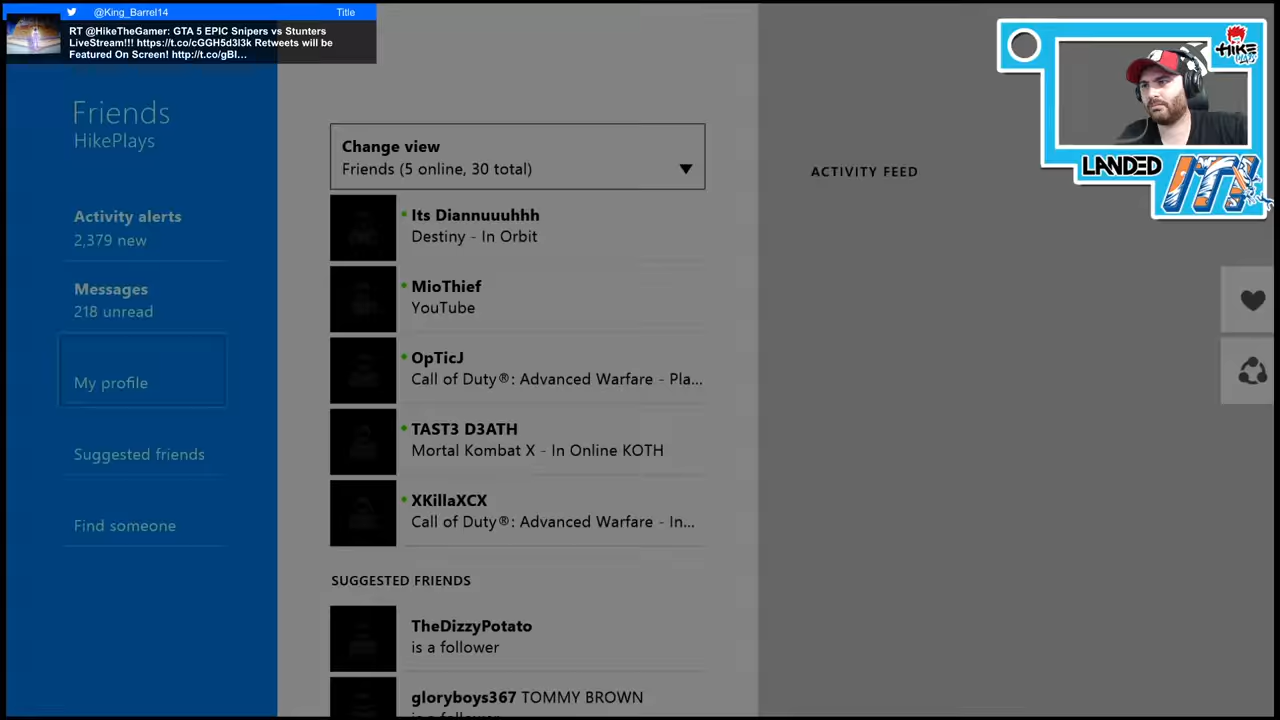 @King_Barrel14 Title
RT @HikeTheGamer: GTA 5 EPIC Snipers vs Stunters
LiveStream!!! https://t.co/cGGH5d3l3k Retweets will be
Featured On Screen! http://t.co/gBI...
HIKE
LANDED
IT!
Friends
HikePlays
Activity alerts
2,379 new
Messages
218 unread
My profile
Suggested friends
Find someone
Change view
Friends (5 online, 30 total)
Its Diannuuuhhh
Destiny - In Orbit
MioThief
YouTube
OpTicJ
Call of Duty®: Advanced Warfare - Pla...
TAST3 D3ATH
Mortal Kombat X - In Online KOTH
XKillaXCX
Call of Duty®: Advanced Warfare - In...
SUGGESTED FRIENDS
TheDizzyPotato
is a follower
gloryboys367 TOMMY BROWN
is a follower
ACTIVITY FEED